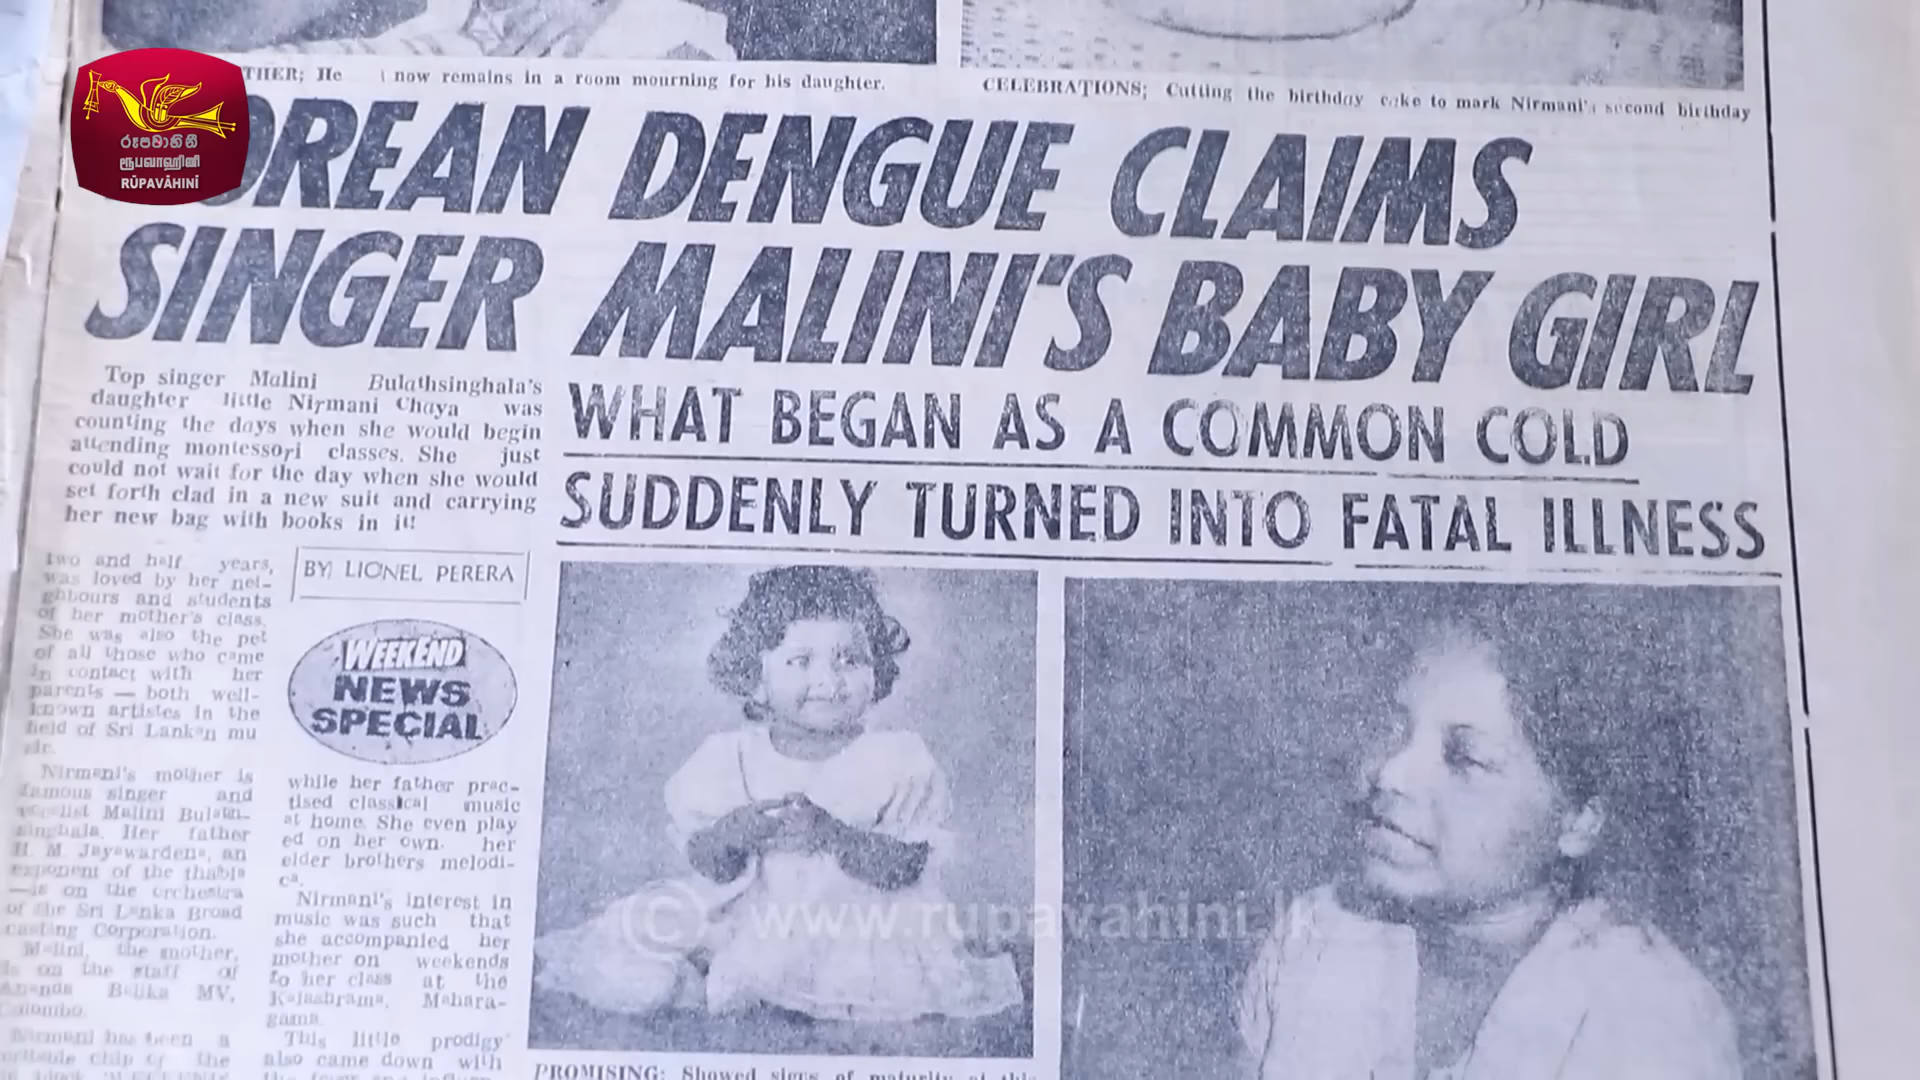 THER; He now remains in a room mourning for his daughter.
CELEBRATIONS; Cutting the birthday cake to mark Nirmani's second birthday
රූපවාහිනී
ரூபவாஹினி
RŪPAVĀHINĪ
OREAN DENGUE CLAIMS
SINGER MALINI'S BABY GIRL
WHAT BEGAN AS A COMMON COLD
SUDDENLY TURNED INTO FATAL ILLNESS
Top singer Malini Bulathsinghala's
daughter little Nirmani Chaya was
counting the days when she would begin
attending montessori classes. She just
could not wait for the day when she would
set forth clad in a new suit and carrying
her new bag with books in it!
two and half years,
was loved by her nei-
ghbours and students
of her mother's class.
She was also the pet
of all those who came
in contact with her
parents — both well-
known artistes in the
field of Sri Lankan mu
sic.
Nirmani's mother is
famous singer and
Malini Bulath-
singhala. Her father
H. M. Jayawardena, an
exponent of the thabla
—is on the orchestra
of the Sri Lanka Broad
casting Corporation.
Malini, the mother,
is on the staff of
Ananda Balika MV,
Colombo.
Nirmani has been a
chip of the
BY LIONEL PERERA
WEEKEND
NEWS
SPECIAL
while her father prac-
tised classical music
at home. She even play
ed on her own. her
elder brothers melodi-
ca.
Nirmani's interest in
music was such that
she accompanied her
mother on weekends
to her class at the
Kalashrama, Mahara-
gama.
This little prodigy
also came down with
PROMISING: Showed signs of maturity at this
© www.rupavahini.lk